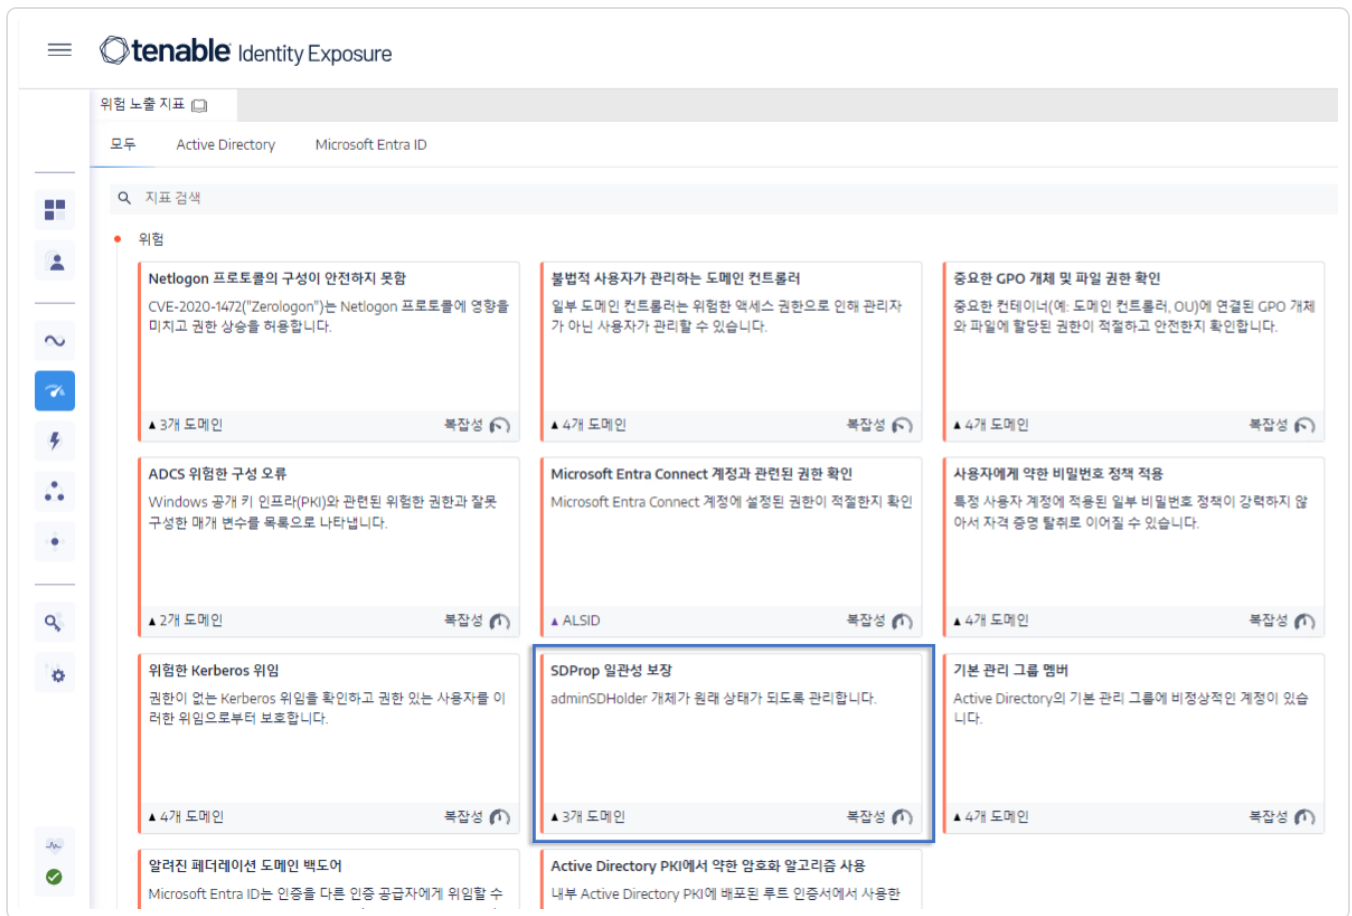 tenable Identity Exposure
위험 노출 지표
모두 Active Directory Microsoft Entra ID
지표 검색
위험
Netlogon 프로토콜의 구성이 안전하지 못함
CVE-2020-1472("Zerologon")는 Netlogon 프로토콜에 영향을
미치고 권한 상승을 허용합니다.
▲ 3개 도메인 복잡성
불법적 사용자가 관리하는 도메인 컨트롤러
일부 도메인 컨트롤러는 위험한 액세스 권한으로 인해 관리자
가 아닌 사용자가 관리할 수 있습니다.
▲ 4개 도메인 복잡성
중요한 GPO 개체 및 파일 권한 확인
중요한 컨테이너(예: 도메인 컨트롤러, OU)에 연결된 GPO 개체
와 파일에 할당된 권한이 적절하고 안전한지 확인합니다.
▲ 4개 도메인 복잡성
ADCS 위험한 구성 오류
Windows 공개 키 인프라(PKI)와 관련된 위험한 권한과 잘못
구성한 매개 변수를 목록으로 나타냅니다.
▲ 2개 도메인 복잡성
Microsoft Entra Connect 계정과 관련된 권한 확인
Microsoft Entra Connect 계정에 설정된 권한이 적절한지 확인
▲ ALSID 복잡성
사용자에게 약한 비밀번호 정책 적용
특정 사용자 계정에 적용된 일부 비밀번호 정책이 강력하지 않
아서 자격 증명 탈취로 이어질 수 있습니다.
▲ 4개 도메인 복잡성
위험한 Kerberos 위임
권한이 없는 Kerberos 위임을 확인하고 권한 있는 사용자를 이
러한 위임으로부터 보호합니다.
▲ 4개 도메인 복잡성
SDProp 일관성 보장
adminSDHolder 개체가 원래 상태가 되도록 관리합니다.
▲ 3개 도메인 복잡성
기본 관리 그룹 멤버
Active Directory의 기본 관리 그룹에 비정상적인 계정이 있습
니다.
▲ 4개 도메인 복잡성
알려진 페더레이션 도메인 백도어
Microsoft Entra ID는 인증을 다른 인증 공급자에게 위임할 수
Active Directory PKI에서 약한 암호화 알고리즘 사용
내부 Active Directory PKI에 배포된 루트 인증서에서 사용한